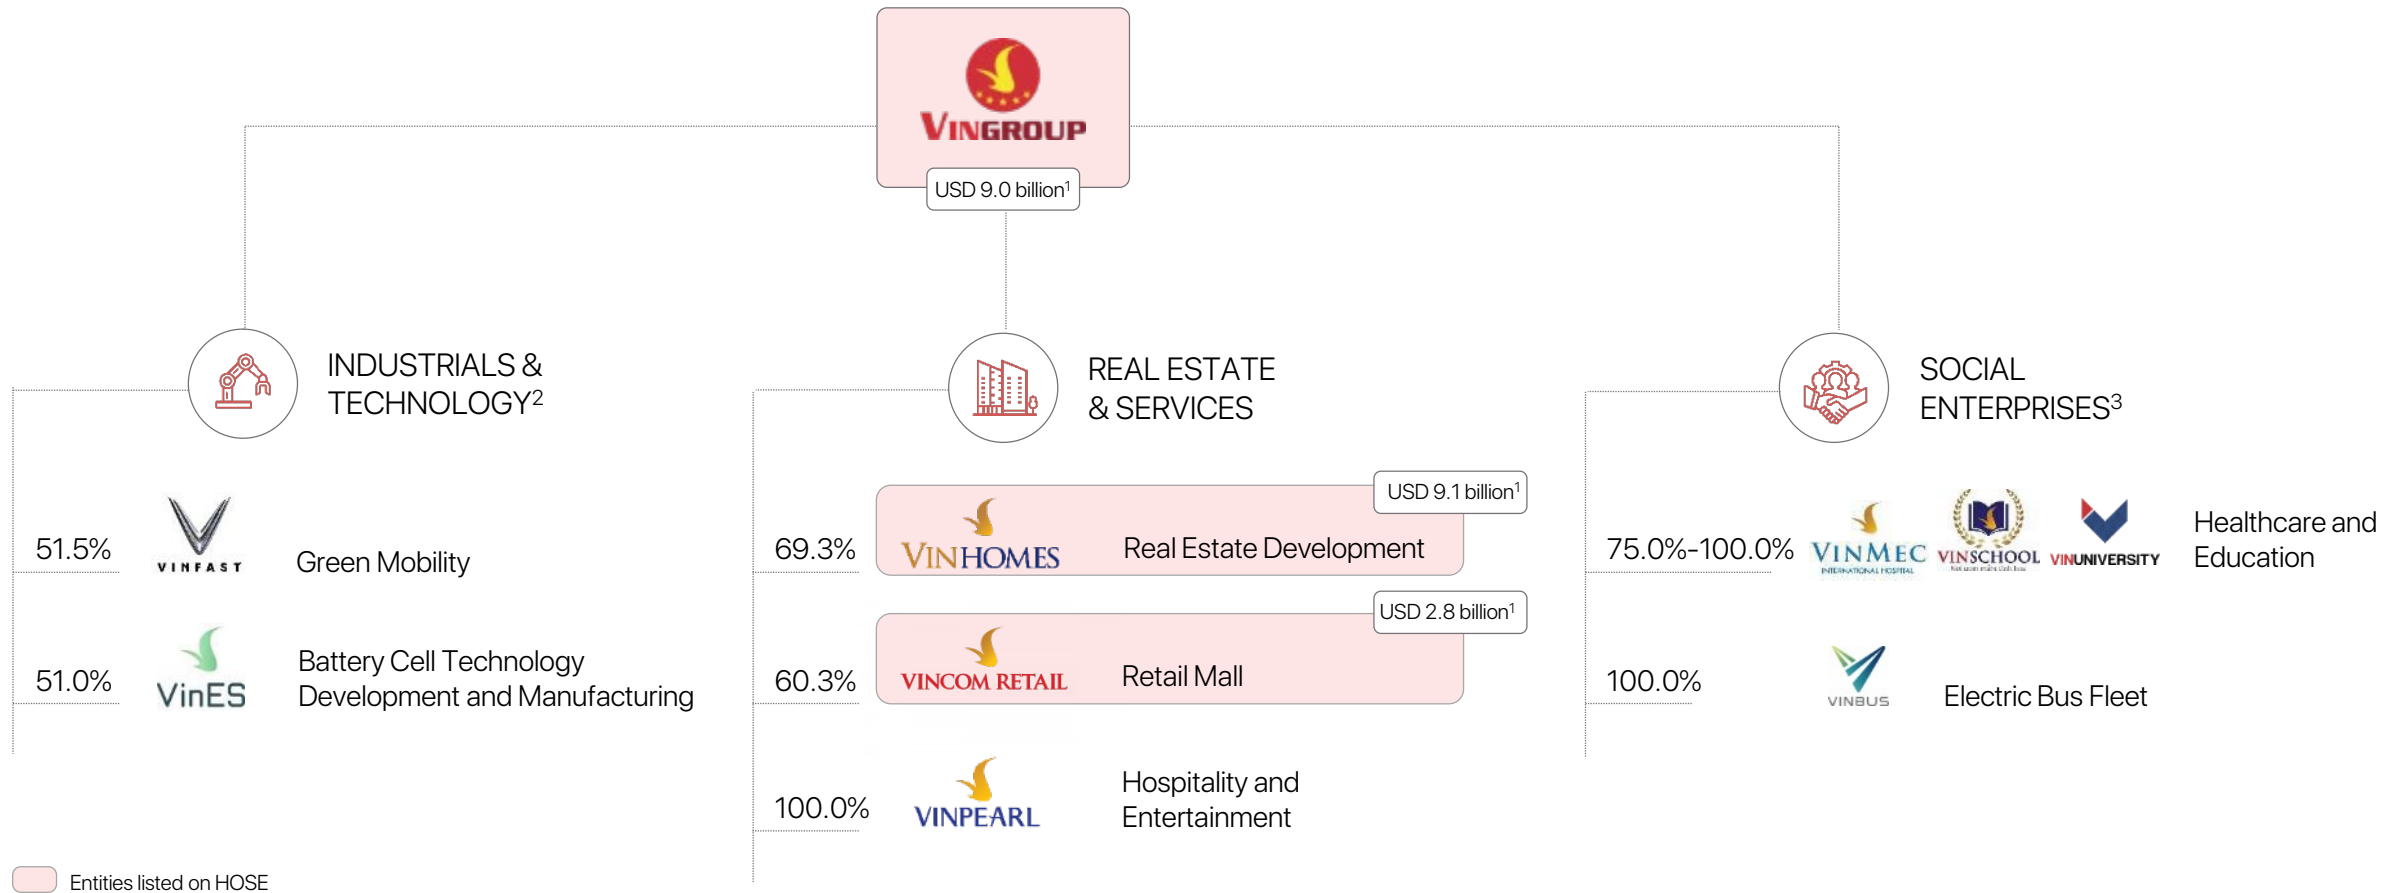 VINGROUP
USD 9.0 billion¹
INDUSTRIALS &
TECHNOLOGY²
51.5%
VINFAST
Green Mobility
51.0%
VinES
Battery Cell Technology
Development and Manufacturing
REAL ESTATE
& SERVICES
USD 9.1 billion¹
69.3%
VINHOMES
Real Estate Development
USD 2.8 billion¹
60.3%
VINCOM RETAIL
Retail Mall
100.0%
VINPEARL
Hospitality and
Entertainment
SOCIAL
ENTERPRISES³
75.0%-100.0%
VINMEC
INTERNATIONAL HOSPITAL
VINSCHOOL
VINUNIVERSITY
Healthcare and
Education
100.0%
VINBUS
Electric Bus Fleet
Entities listed on HOSE